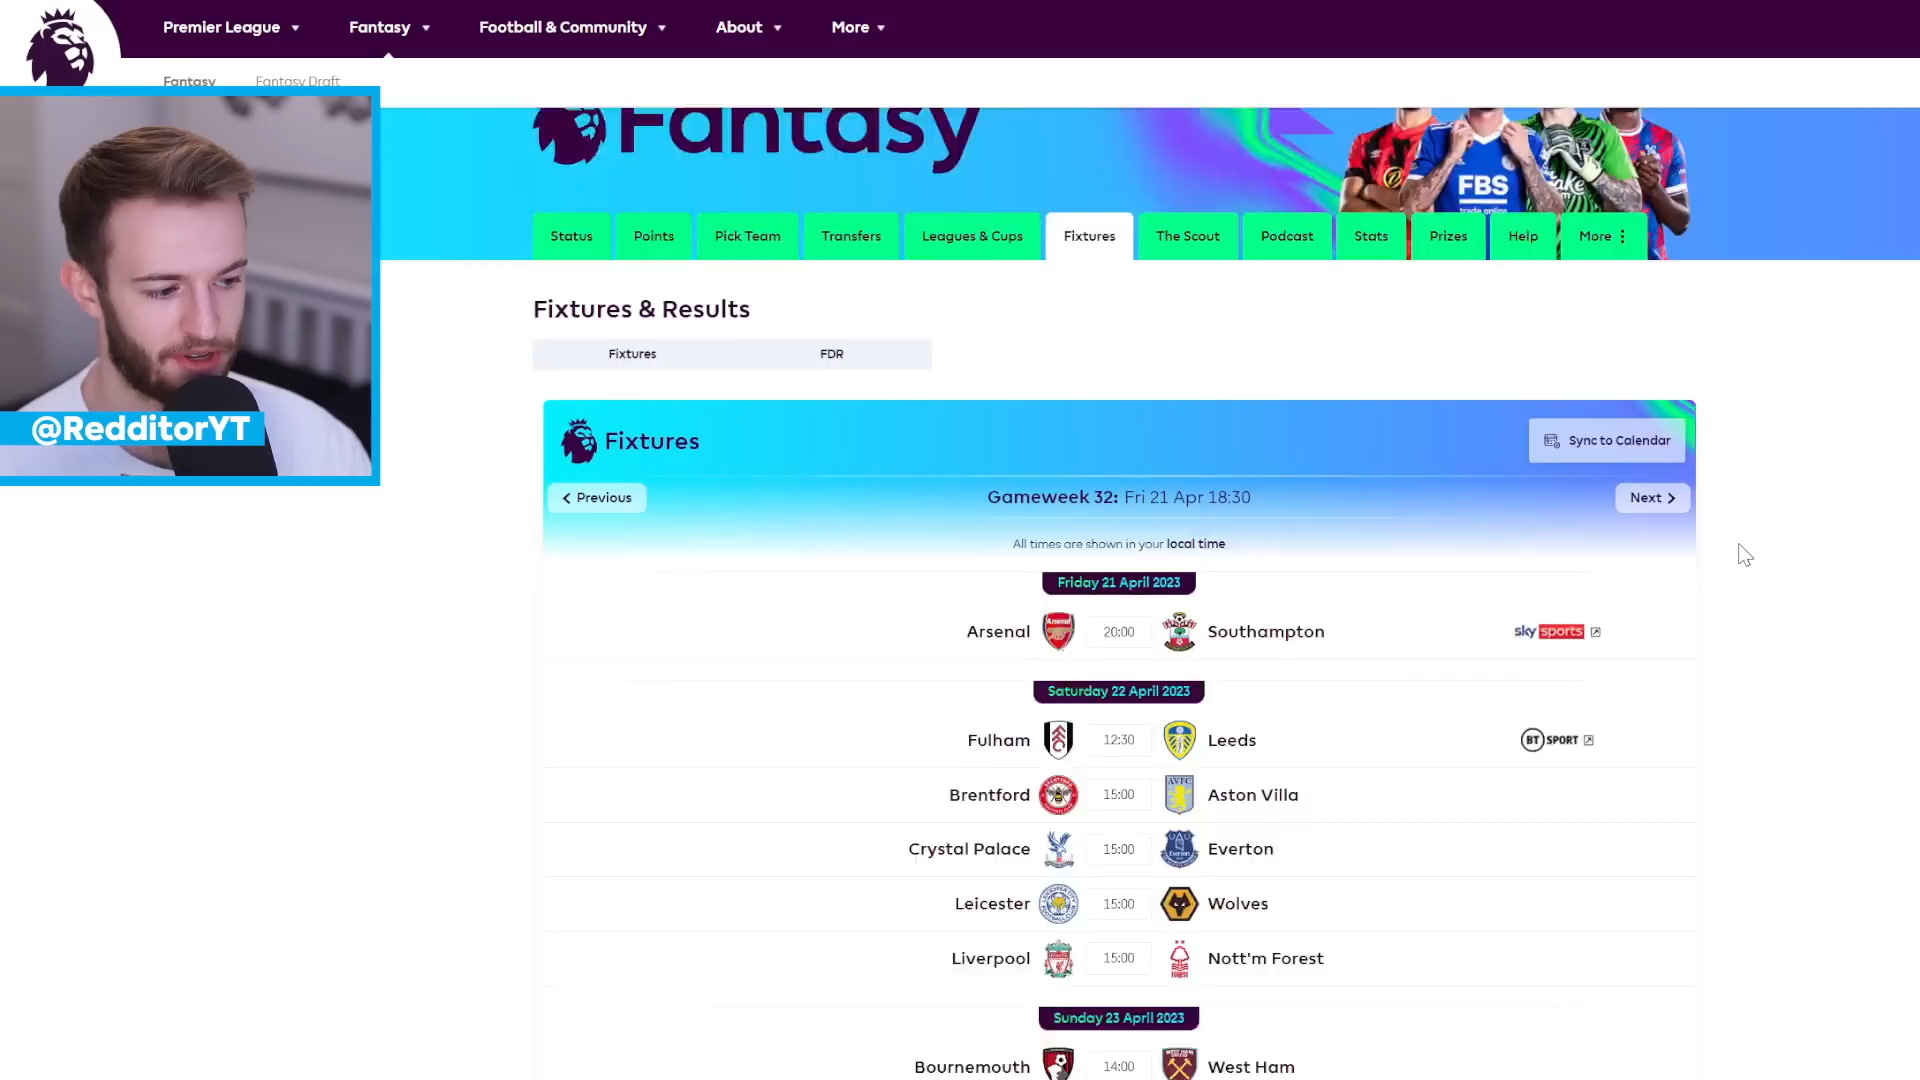 Premier League
Fantasy
Football & Community
About
More
Fantasy
Fantasy Draft
Fantasy
FBS
trade online
Status
Points
Pick Team
Transfers
Leagues & Cups
Fixtures
The Scout
Podcast
Stats
Prizes
Help
More
@RedditorYT
Fixtures & Results
Fixtures
FDR
Fixtures
Sync to Calendar
Previous
Gameweek 32: Fri 21 Apr 18:30
Next
All times are shown in your local time
Friday 21 April 2023
Arsenal 20:00 Southampton sky sports
Saturday 22 April 2023
Fulham 12:30 Leeds BT SPORT
Brentford 15:00 Aston Villa
Crystal Palace 15:00 Everton
Leicester 15:00 Wolves
Liverpool 15:00 Nott'm Forest
Sunday 23 April 2023
Bournemouth 14:00 West Ham